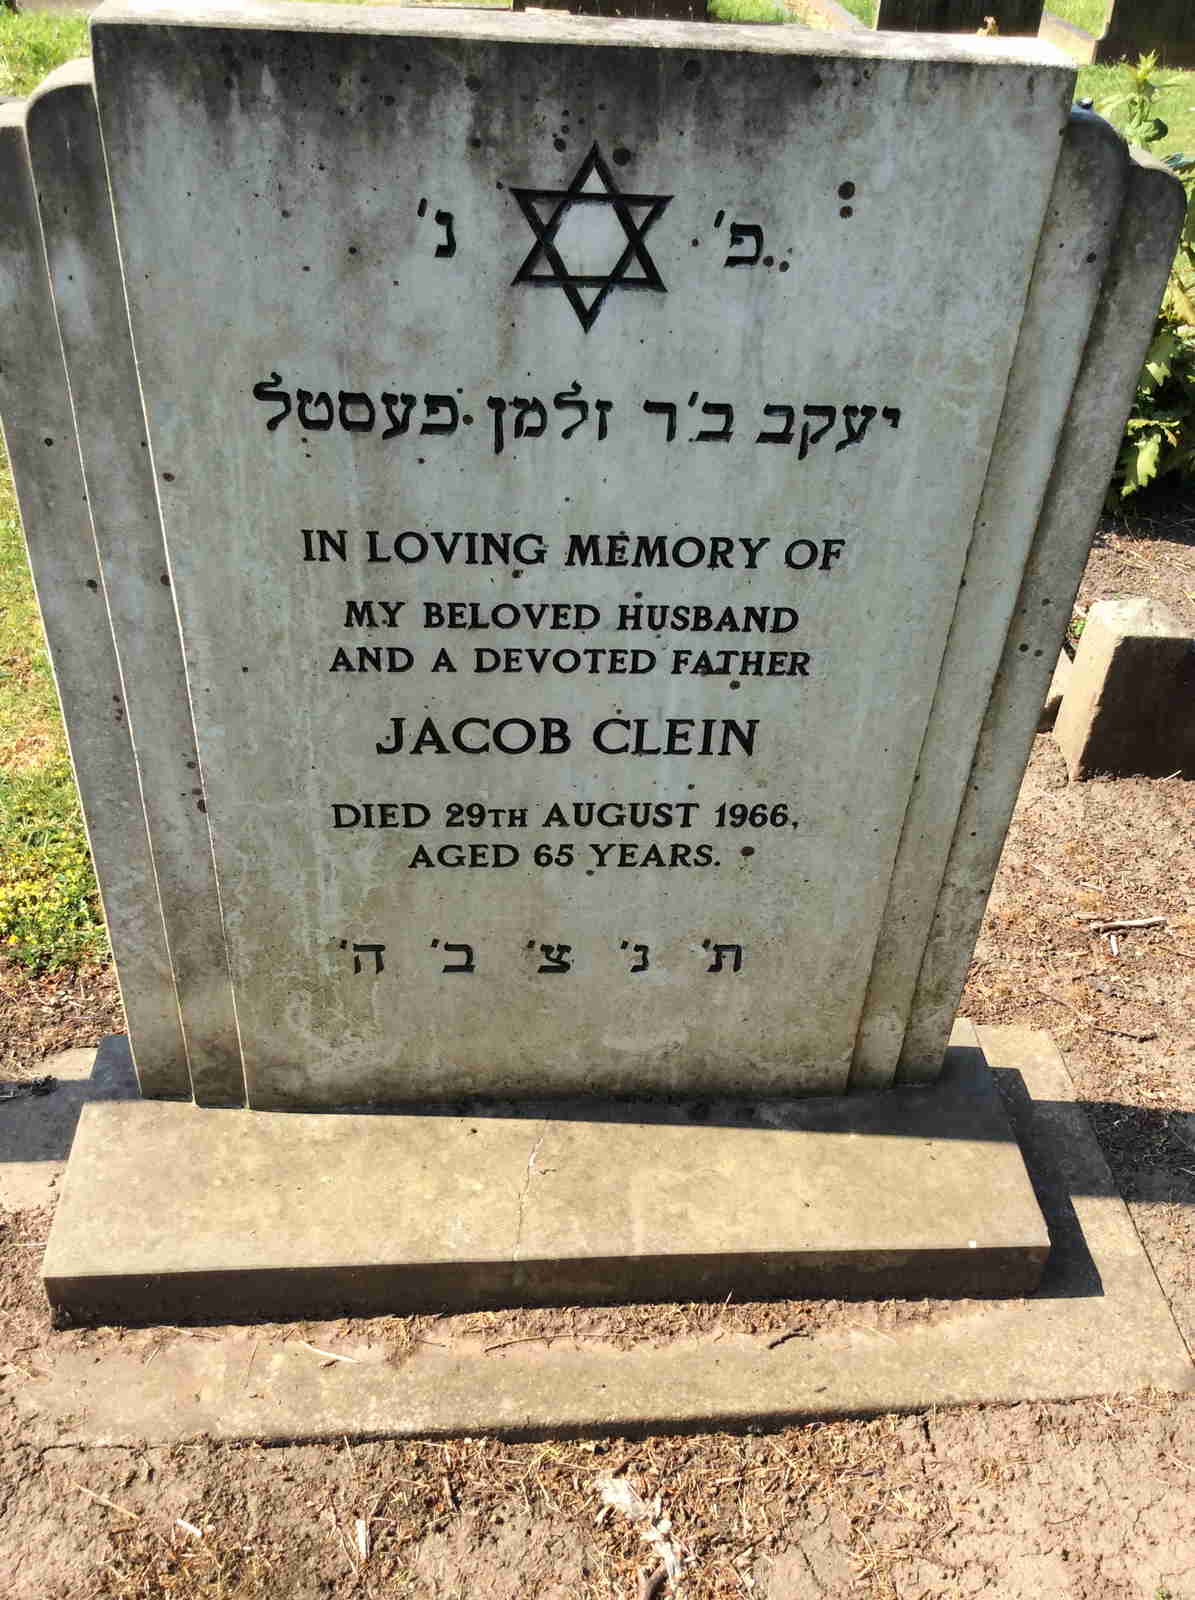 פ' נ'
יעקב ב'ר זלמן פעסטל
IN LOVING MEMORY OF
MY BELOVED HUSBAND
AND A DEVOTED FATHER
JACOB CLEIN
DIED 29TH AUGUST 1966,
AGED 65 YEARS.
ת' נ' צ' ב' ה'